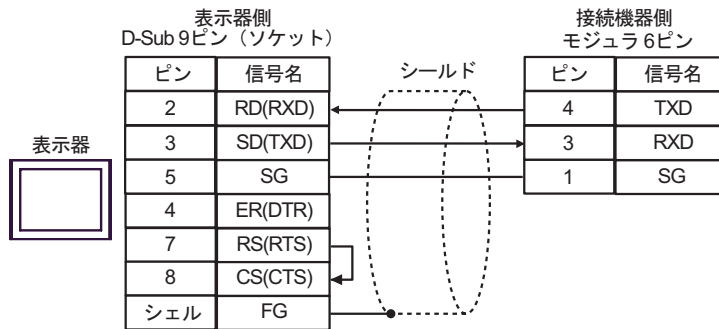 表示器側
D-Sub 9ピン（ソケット）
接続機器側
モジュラ 6ピン
表示器
シールド
ピン 信号名
2 RD(RXD)
3 SD(TXD)
5 SG
4 ER(DTR)
7 RS(RTS)
8 CS(CTS)
シェル FG
ピン 信号名
4 TXD
3 RXD
1 SG